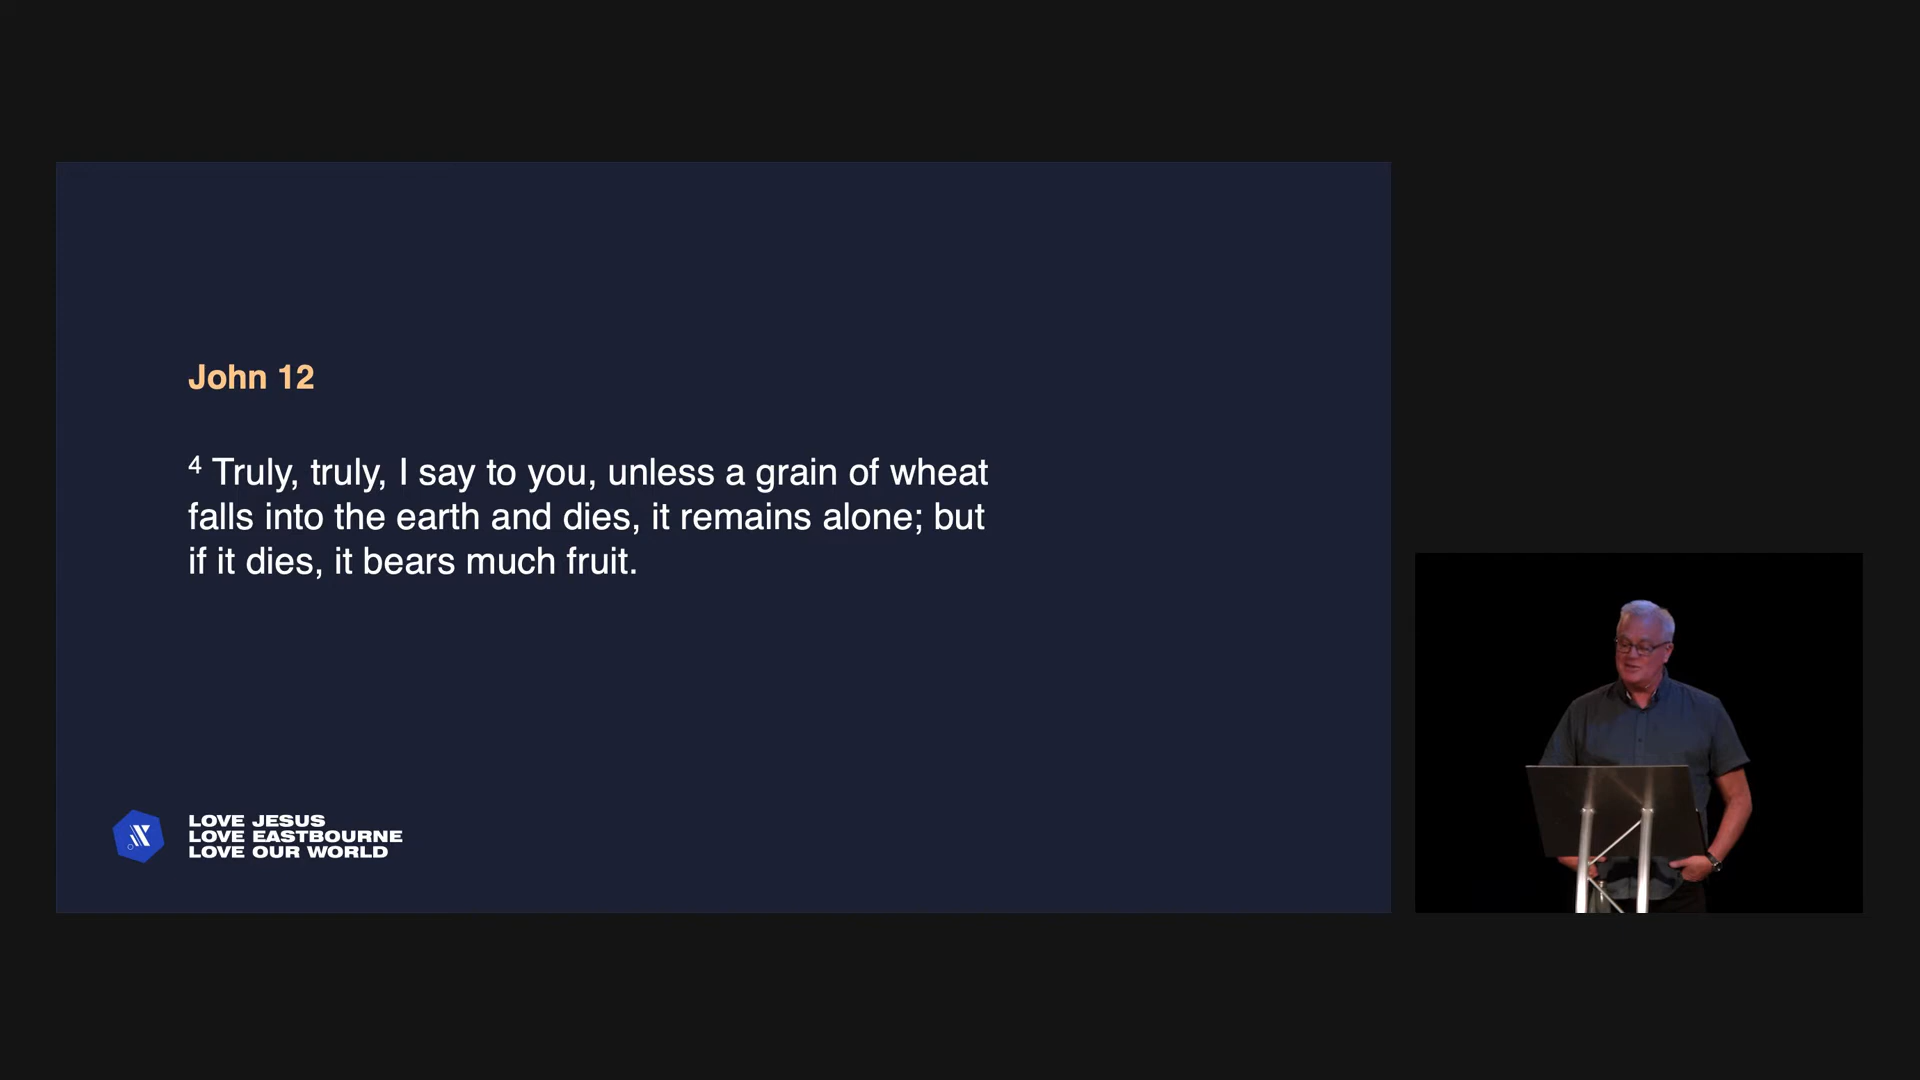 John 12
4 Truly, truly, I say to you, unless a grain of wheat
falls into the earth and dies, it remains alone; but
if it dies, it bears much fruit.
LOVE JESUS
LOVE EASTBOURNE
LOVE OUR WORLD